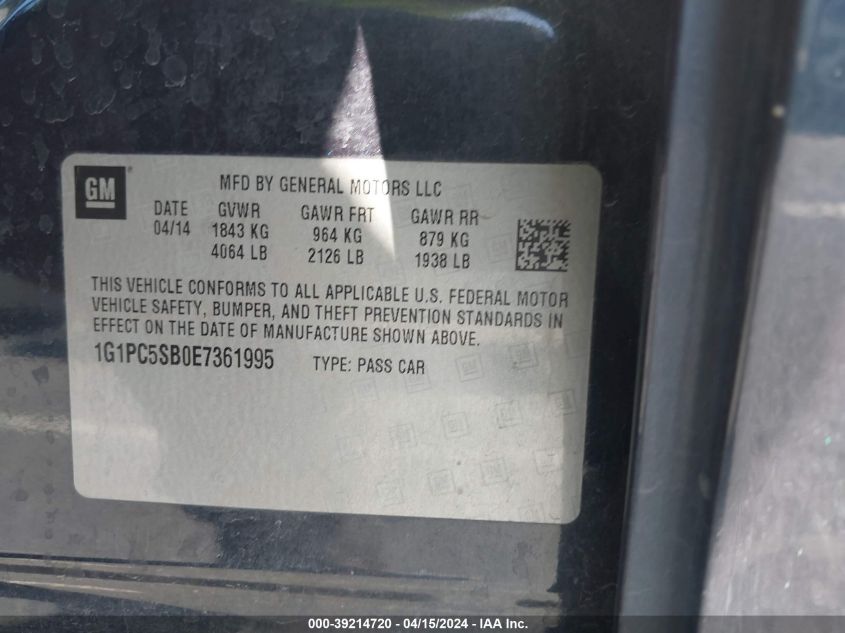 GM
MFD BY GENERAL MOTORS LLC
DATE GVWR GAWR FRT GAWR RR
04/14 1843 KG 964 KG 879 KG
4064 LB 2126 LB 1938 LB
THIS VEHICLE CONFORMS TO ALL APPLICABLE U.S. FEDERAL MOTOR
VEHICLE SAFETY, BUMPER, AND THEFT PREVENTION STANDARDS IN
EFFECT ON THE DATE OF MANUFACTURE SHOWN ABOVE.
1G1PC5SB0E7361995 TYPE: PASS CAR
000-39214720 - 04/15/2024 - IAA Inc.